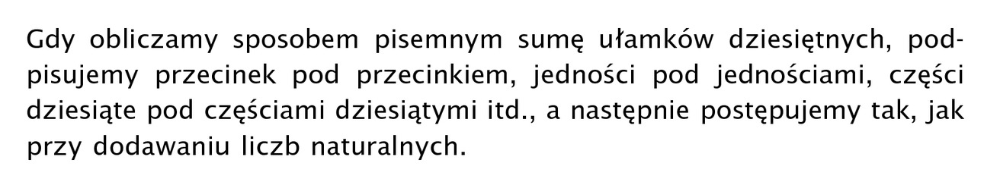 Gdy obliczamy sposobem pisemnym sumę ułamków dziesiętnych, pod-
pisujemy przecinek pod przecinkiem, jedności pod jednościami, części
dziesiąte pod częściami dziesiątymi itd., a następnie postępujemy tak, jak
przy dodawaniu liczb naturalnych.